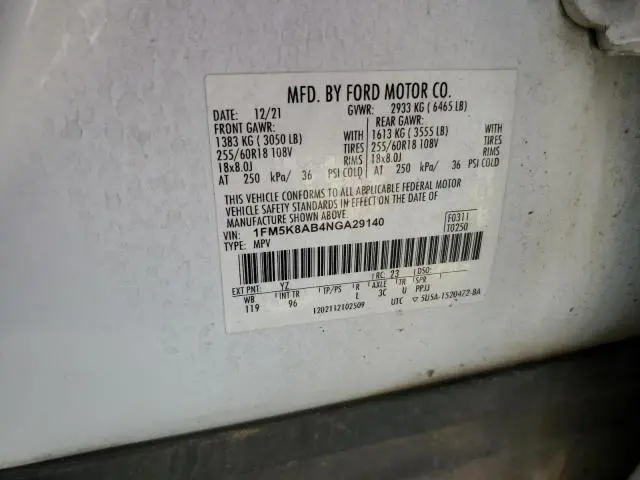 MFD. BY FORD MOTOR CO.
DATE: 12/21 GVWR: 2933 KG ( 6465 LB)
FRONT GAWR: REAR GAWR:
1383 KG ( 3050 LB) WITH 1613 KG ( 3555 LB) WITH
255/60R18 108V TIRES 255/60R18 108V TIRES
18x8.0J RIMS 18x8.0J RIMS
AT 250 kPa/ 36 PSI COLD AT 250 kPa/ 36 PSI COLD
THIS VEHICLE CONFORMS TO ALL APPLICABLE FEDERAL MOTOR
VEHICLE SAFETY STANDARDS IN EFFECT ON THE DATE OF
MANUFACTURE SHOWN ABOVE.
VIN: 1FM5K8AB4NGA29140 F0311
TYPE: MPV T0250
EXT PNT: YZ RC: 23 DSO:
WB INT TR TP/PS R AXLE TR SPR
119 96 L 3C U PPJJ
1202112102509 UTC ▽ 5U5A-1520472-BA